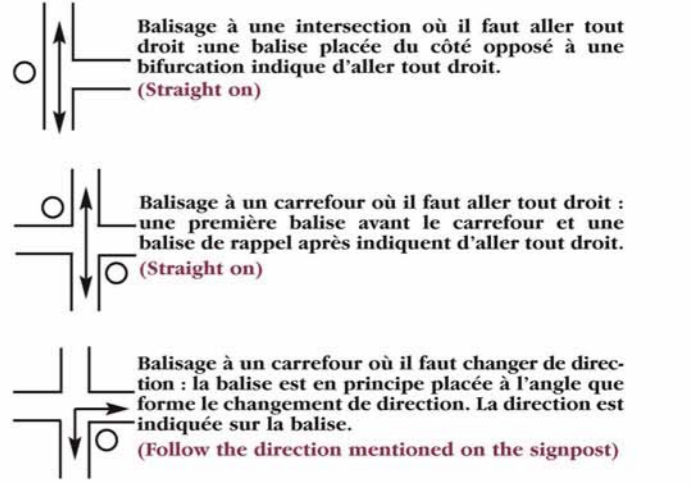 Balisage à une intersection où il faut aller tout
droit :une balise placée du côté opposé à une
bifurcation indique d'aller tout droit.
(Straight on)
Balisage à un carrefour où il faut aller tout droit :
une première balise avant le carrefour et une
balise de rappel après indiquent d'aller tout droit.
(Straight on)
Balisage à un carrefour où il faut changer de direc-
tion : la balise est en principe placée à l'angle que
forme le changement de direction. La direction est
indiquée sur la balise.
(Follow the direction mentioned on the signpost)